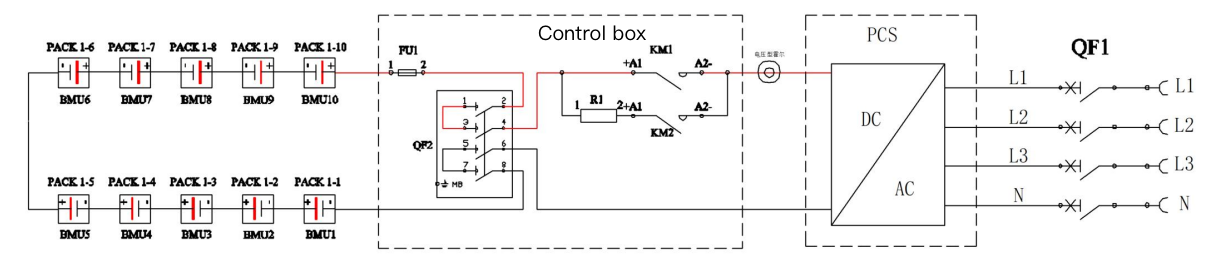 Control box
PCS
QF1
PACK 1-6 PACK 1-7 PACK 1-8 PACK 1-9 PACK 1-10
- + - + - + - + - +
BMU6 BMU7 BMU8 BMU9 BMU10
FU1
1 2
KM1
+A1 A2-
电压型霍尔
R1
1 2+A1 A2-
KM2
1 2
3 4
QF2
5 6
7 8
M8
DC
AC
L1 L1
L2 L2
L3 L3
N N
PACK 1-5 PACK 1-4 PACK 1-3 PACK 1-2 PACK 1-1
+ - + - + - + - + -
BMU5 BMU4 BMU3 BMU2 BMU1